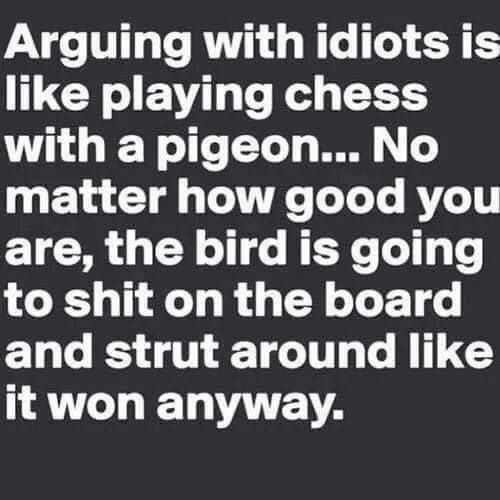 Arguing with idiots is
like playing chess
with a pigeon... No
matter how good you
are, the bird is going
to shit on the board
and strut around like
it won anyway.